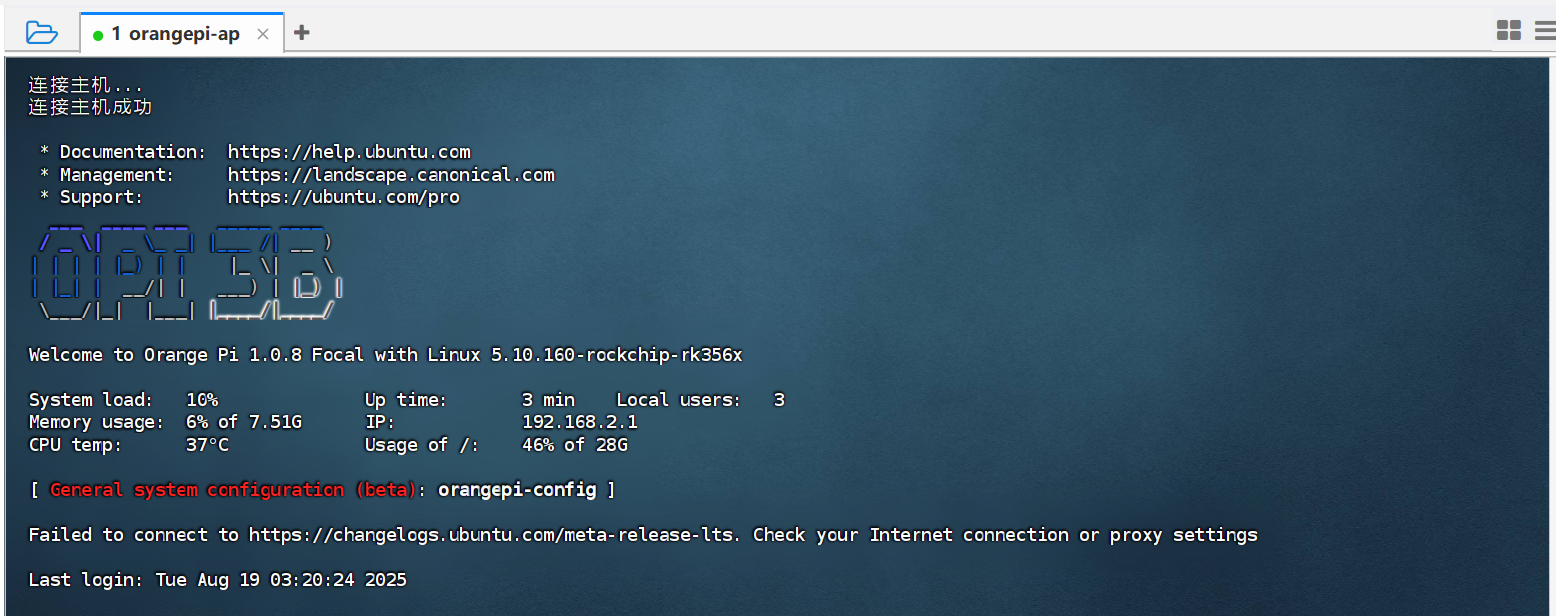 1 orangepi-ap
连接主机...
连接主机成功
* Documentation: https://help.ubuntu.com
* Management: https://landscape.canonical.com
* Support: https://ubuntu.com/pro
OPI 3B
Welcome to Orange Pi 1.0.8 Focal with Linux 5.10.160-rockchip-rk356x
System load: 10% Up time: 3 min Local users: 3
Memory usage: 6% of 7.51G IP: 192.168.2.1
CPU temp: 37°C Usage of /: 46% of 28G
[ General system configuration (beta): orangepi-config ]
Failed to connect to https://changelogs.ubuntu.com/meta-release-lts. Check your Internet connection or proxy settings
Last login: Tue Aug 19 03:20:24 2025